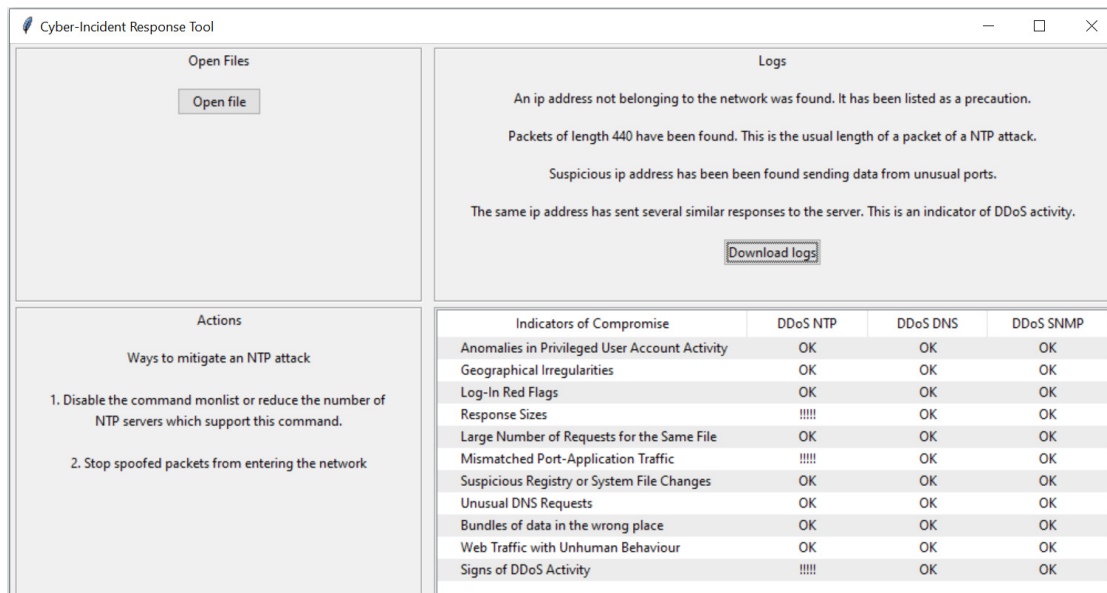 Cyber-Incident Response Tool
Open Files
Open file
Logs
An ip address not belonging to the network was found. It has been listed as a precaution.
Packets of length 440 have been found. This is the usual length of a packet of a NTP attack.
Suspicious ip address has been been found sending data from unusual ports.
The same ip address has sent several similar responses to the server. This is an indicator of DDoS activity.
Download logs
Actions
Ways to mitigate an NTP attack
1. Disable the command monlist or reduce the number of
NTP servers which support this command.
2. Stop spoofed packets from entering the network
Indicators of Compromise DDoS NTP DDoS DNS DDoS SNMP
Anomalies in Privileged User Account Activity OK OK OK
Geographical Irregularities OK OK OK
Log-In Red Flags OK OK OK
Response Sizes !!!!! OK OK
Large Number of Requests for the Same File OK OK OK
Mismatched Port-Application Traffic !!!!! OK OK
Suspicious Registry or System File Changes OK OK OK
Unusual DNS Requests OK OK OK
Bundles of data in the wrong place OK OK OK
Web Traffic with Unhuman Behaviour OK OK OK
Signs of DDoS Activity !!!!! OK OK